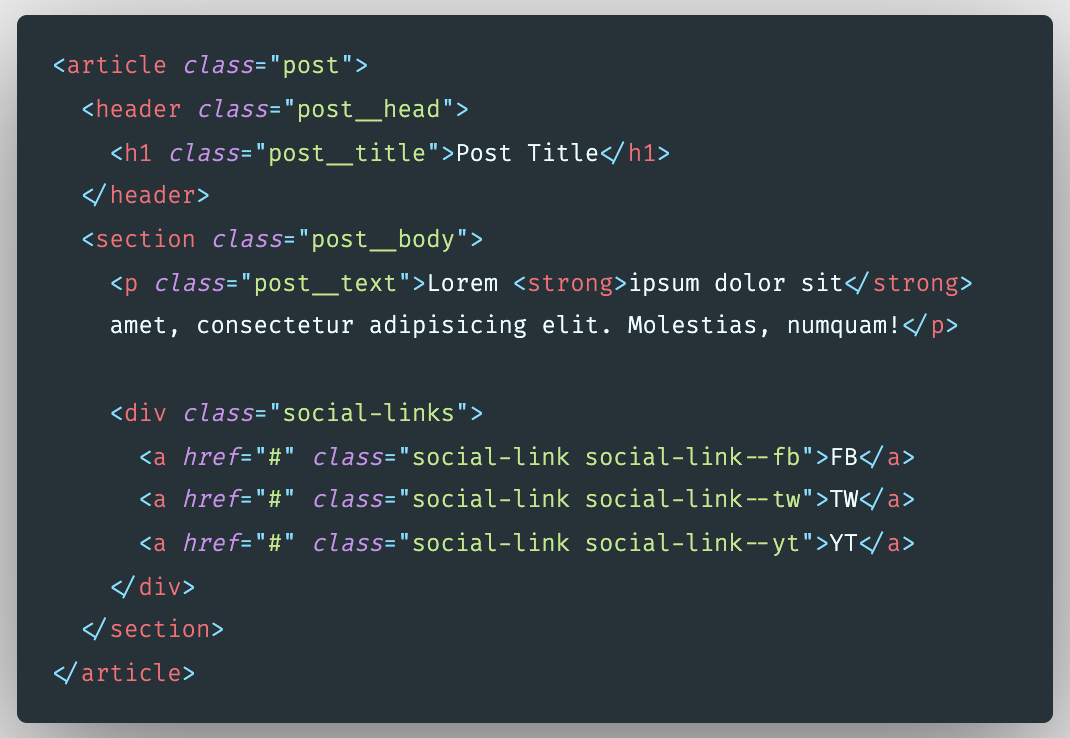 <article class="post">
  <header class="post__head">
    <h1 class="post__title">Post Title</h1>
  </header>
  <section class="post__body">
    <p class="post__text">Lorem <strong>ipsum dolor sit</strong>
    amet, consectetur adipisicing elit. Molestias, numquam!</p>

    <div class="social-links">
      <a href="#" class="social-link social-link--fb">FB</a>
      <a href="#" class="social-link social-link--tw">TW</a>
      <a href="#" class="social-link social-link--yt">YT</a>
    </div>
  </section>
</article>